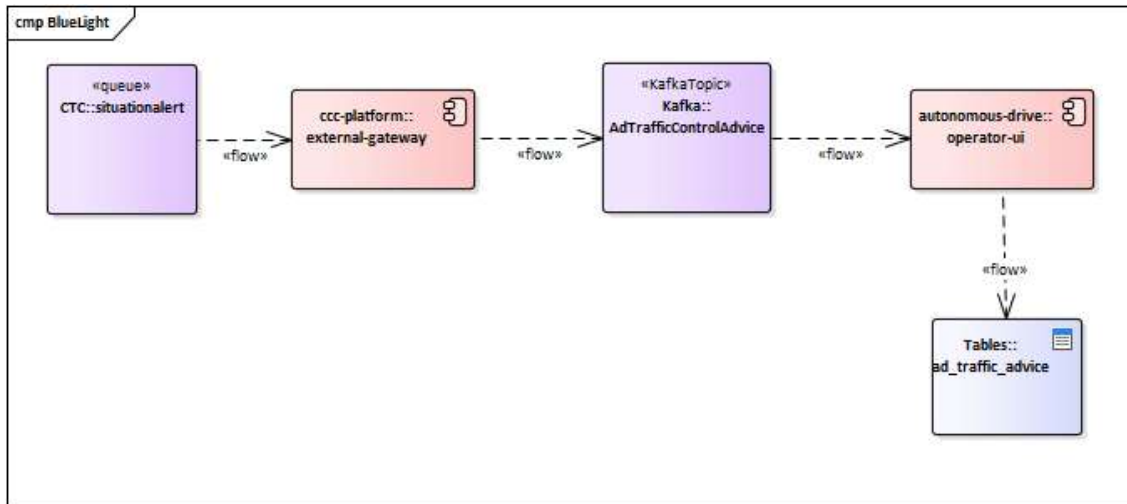 cmp BlueLight
«queue»
CTC::situationalert
«flow»
ccc-platform::
external-gateway
«flow»
«KafkaTopic»
Kafka::
AdTrafficControlAdvice
«flow»
autonomous-drive::
operator-ui
«flow»
Tables::
ad_traffic_advice